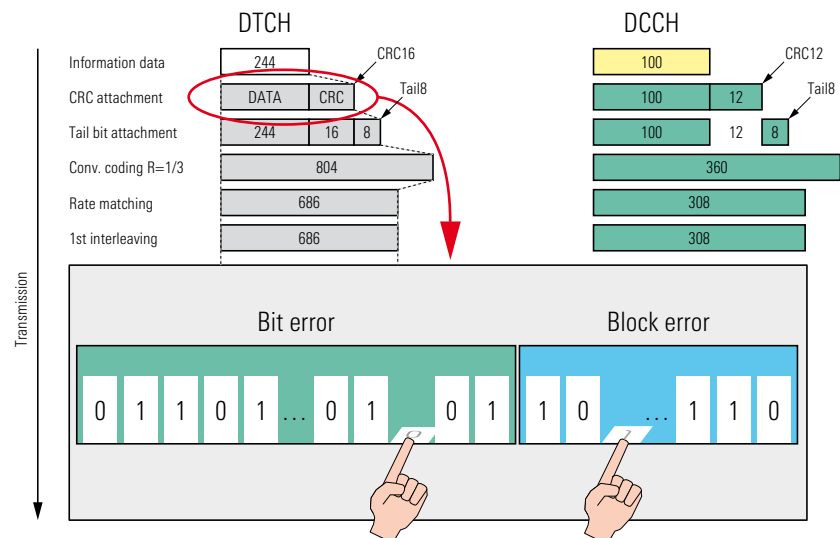 DTCH DCCH
Information data 244 CRC16 100 CRC12
CRC attachment DATA CRC Tail8 100 12 Tail8
Tail bit attachment 244 16 8 100 12 8
Conv. coding R=1/3 804 360
Rate matching 686 308
1st interleaving 686 308
Transmission
Bit error Block error
0 1 1 0 1 ... 0 1 0 0 1 1 0 1 ... 1 1 0